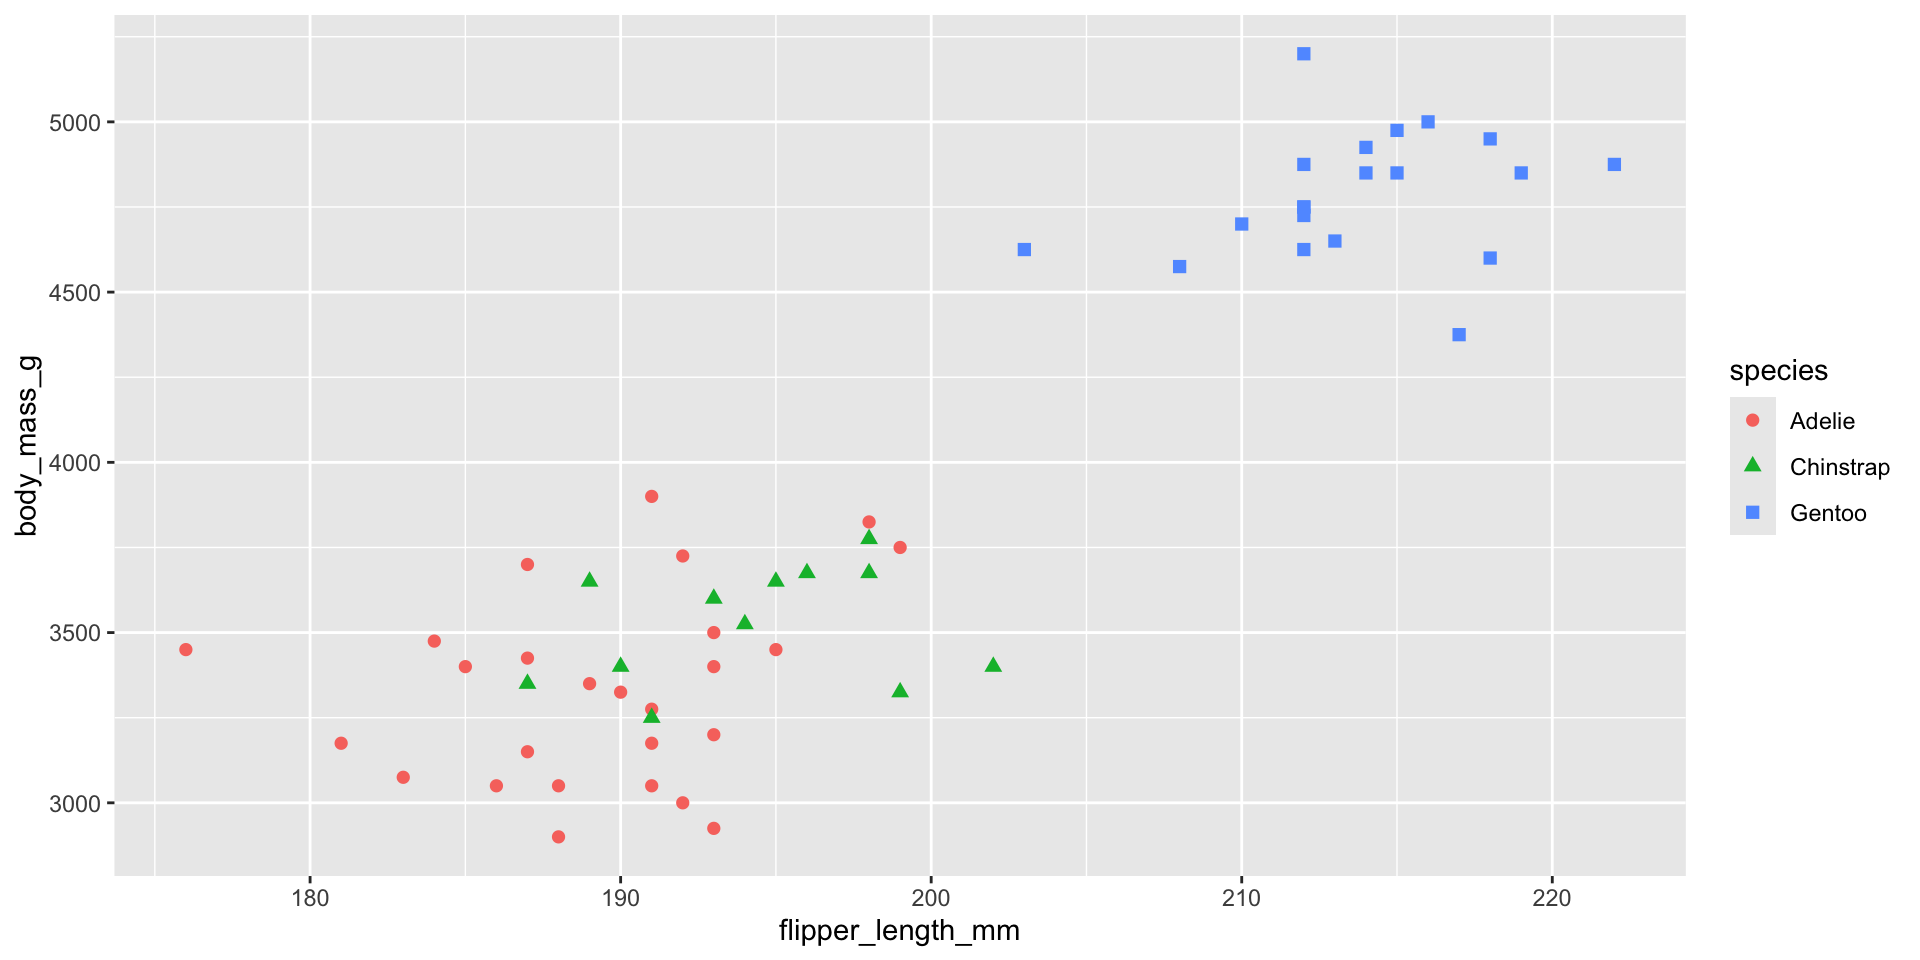 5000
4500
4000
3500
3000
body_mass_g
180 190 200 210 220
flipper_length_mm
species
Adelie
Chinstrap
Gentoo